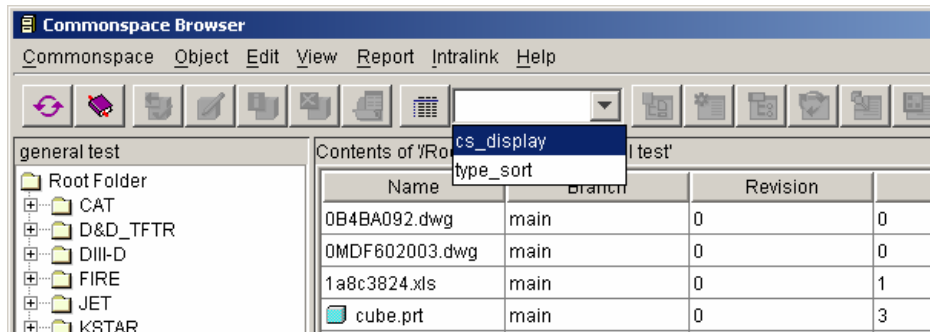 Commonspace Browser
Commonspace Object Edit View Report Intralink Help
cs_display
type_sort
general test
Contents of '/Ro l test'
Root Folder
CAT
D&D_TFTR
DIII-D
FIRE
JET
KSTAR
Name Branch Revision
0B4BA092.dwg main 0 0
0MDF602003.dwg main 0 0
1a8c3824.xls main 0 1
cube.prt main 0 3